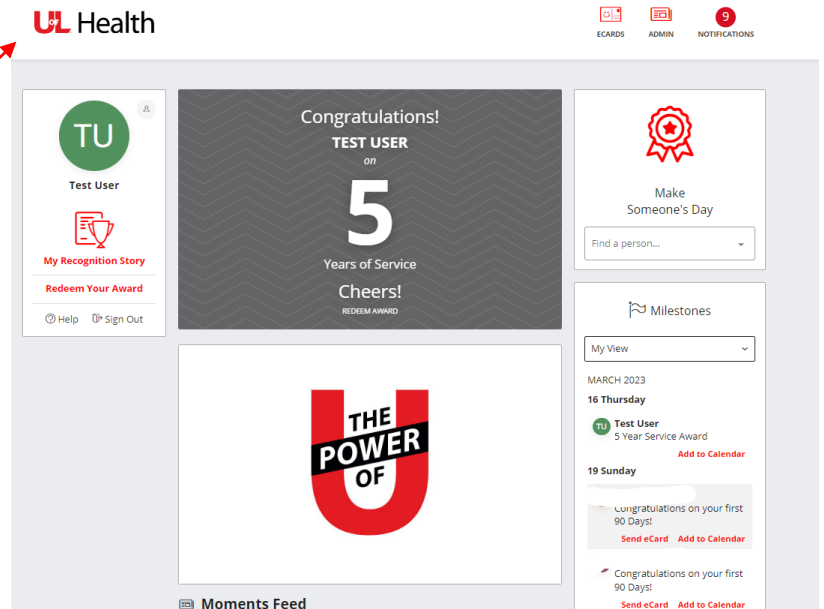 UofL Health
ECARDS
ADMIN
9
NOTIFICATIONS
TU
Test User
My Recognition Story
Redeem Your Award
Help
Sign Out
Congratulations!
TEST USER
on
5
Years of Service
Cheers!
REDEEM AWARD
THE
POWER
OF
U
Moments Feed
Make
Someone's Day
Find a person...
Milestones
My View
MARCH 2023
16 Thursday
TU
Test User
5 Year Service Award
Add to Calendar
19 Sunday
Congratulations on your first
90 Days!
Send eCard Add to Calendar
Congratulations on your first
90 Days!
Send eCard Add to Calendar